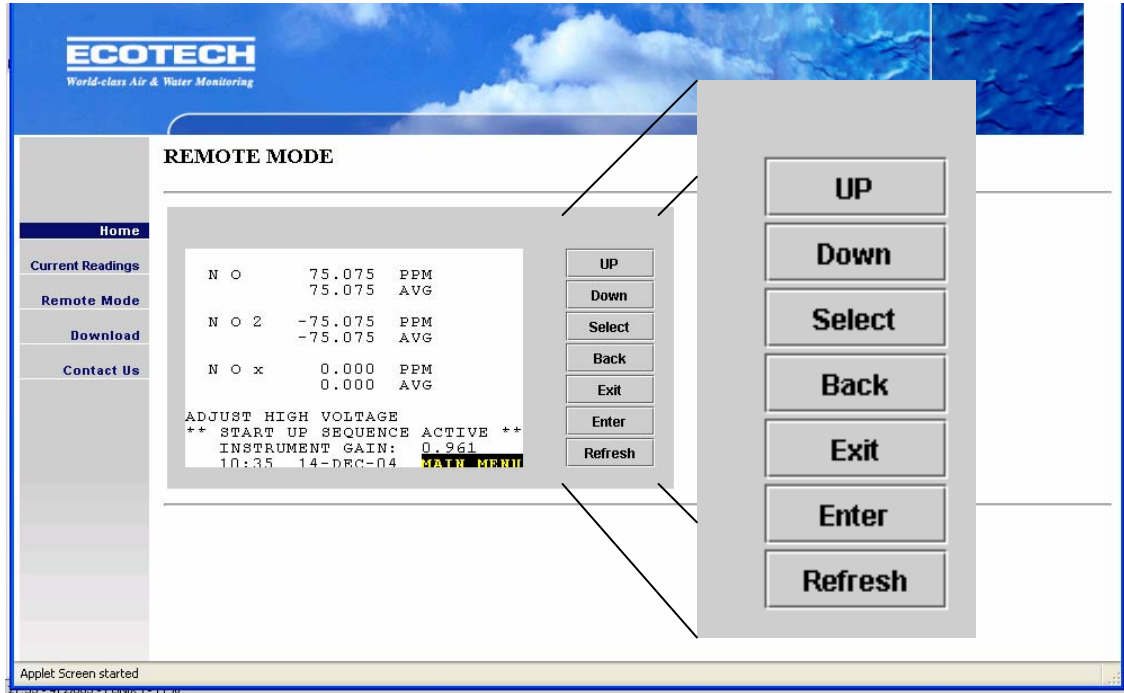 ECOTECH
World-class Air & Water Monitoring
REMOTE MODE
Home
Current Readings
Remote Mode
Download
Contact Us
N O 75.075 PPM
75.075 AVG
N O 2 -75.075 PPM
-75.075 AVG
N O x 0.000 PPM
0.000 AVG
ADJUST HIGH VOLTAGE
** START UP SEQUENCE ACTIVE **
INSTRUMENT GAIN: 0.961
10:35 14-DEC-04 MAIN MENU
UP
Down
Select
Back
Exit
Enter
Refresh
UP
Down
Select
Back
Exit
Enter
Refresh
Applet Screen started